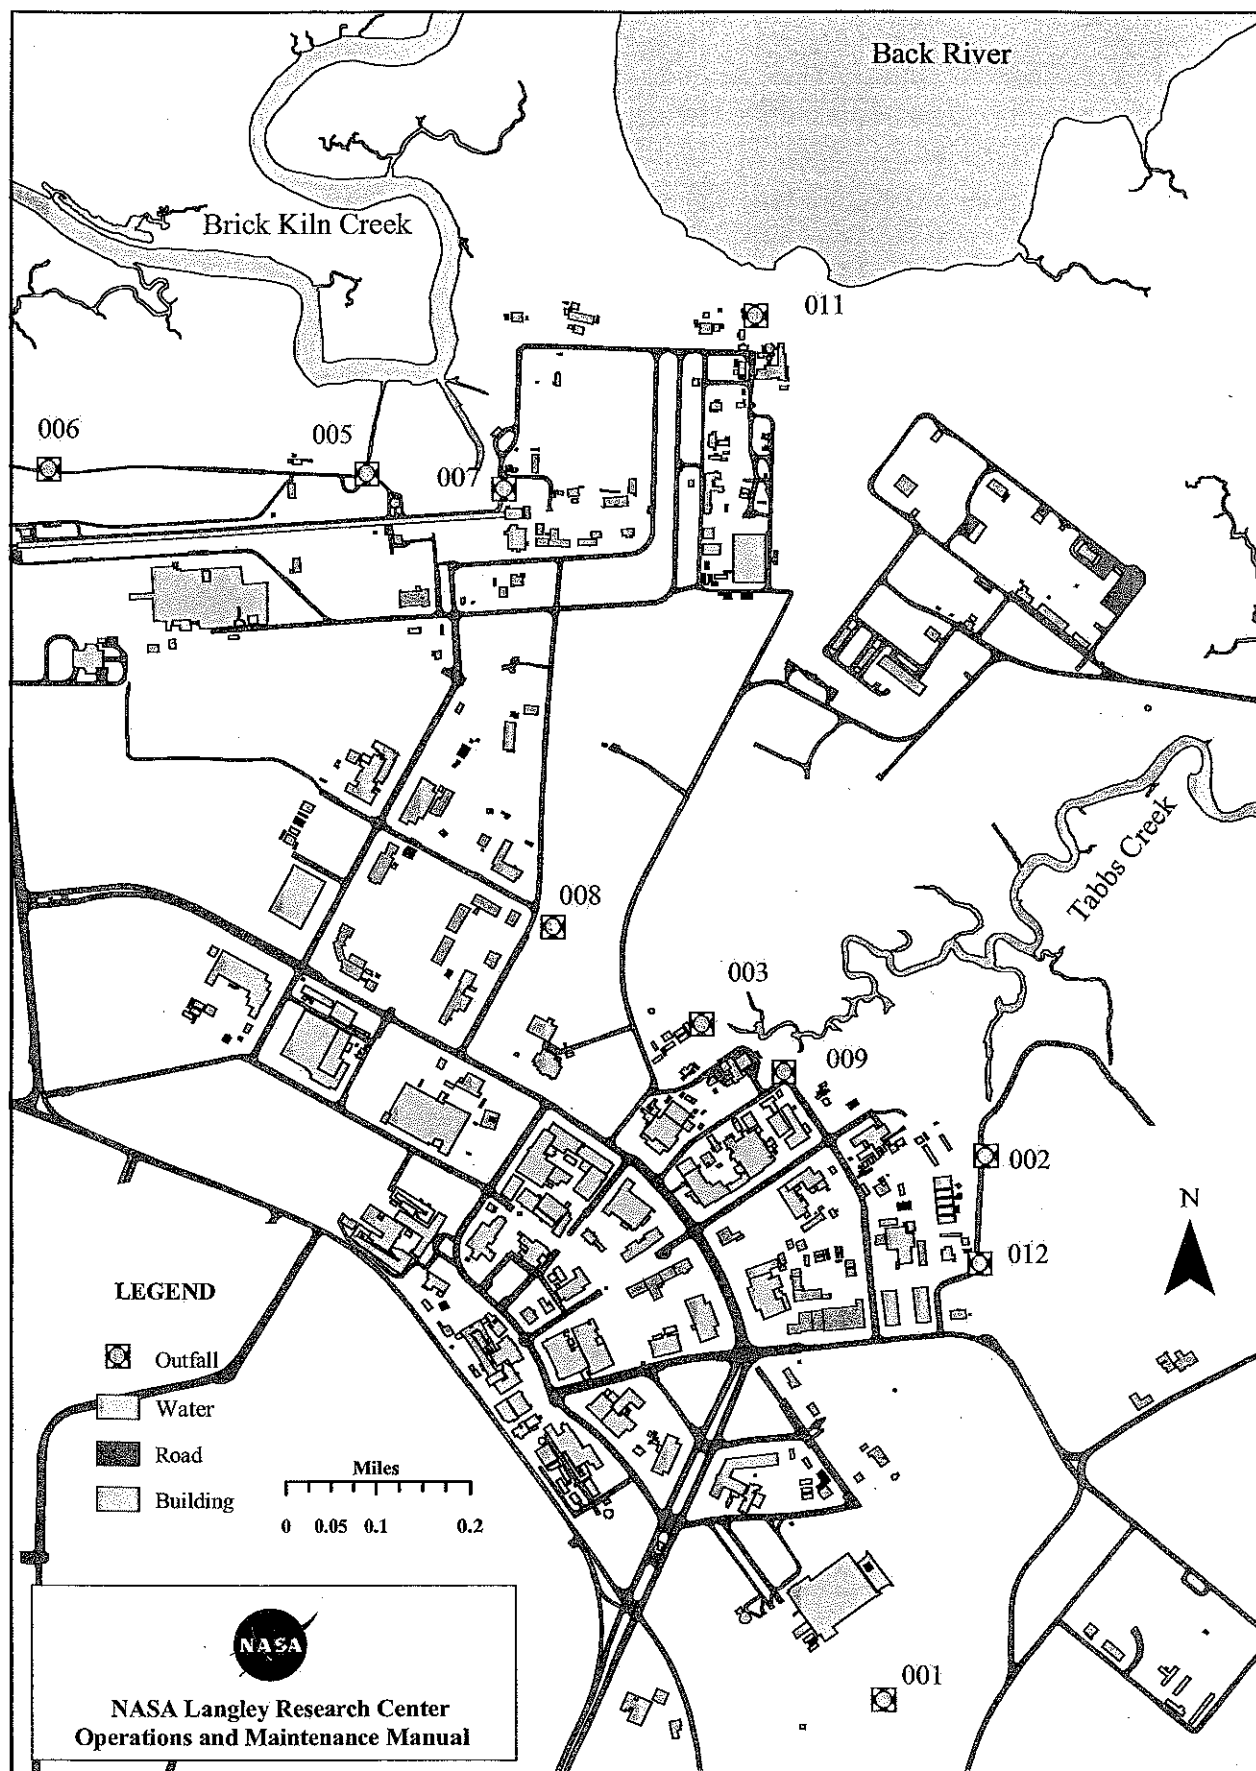 Back River
Brick Kiln Creek
011
006
005
007
Tabbs Creek
008
003
009
002
N
012
LEGEND
Outfall
Water
Road
Building
Miles
0 0.05 0.1 0.2
NASA
NASA Langley Research Center
Operations and Maintenance Manual
001